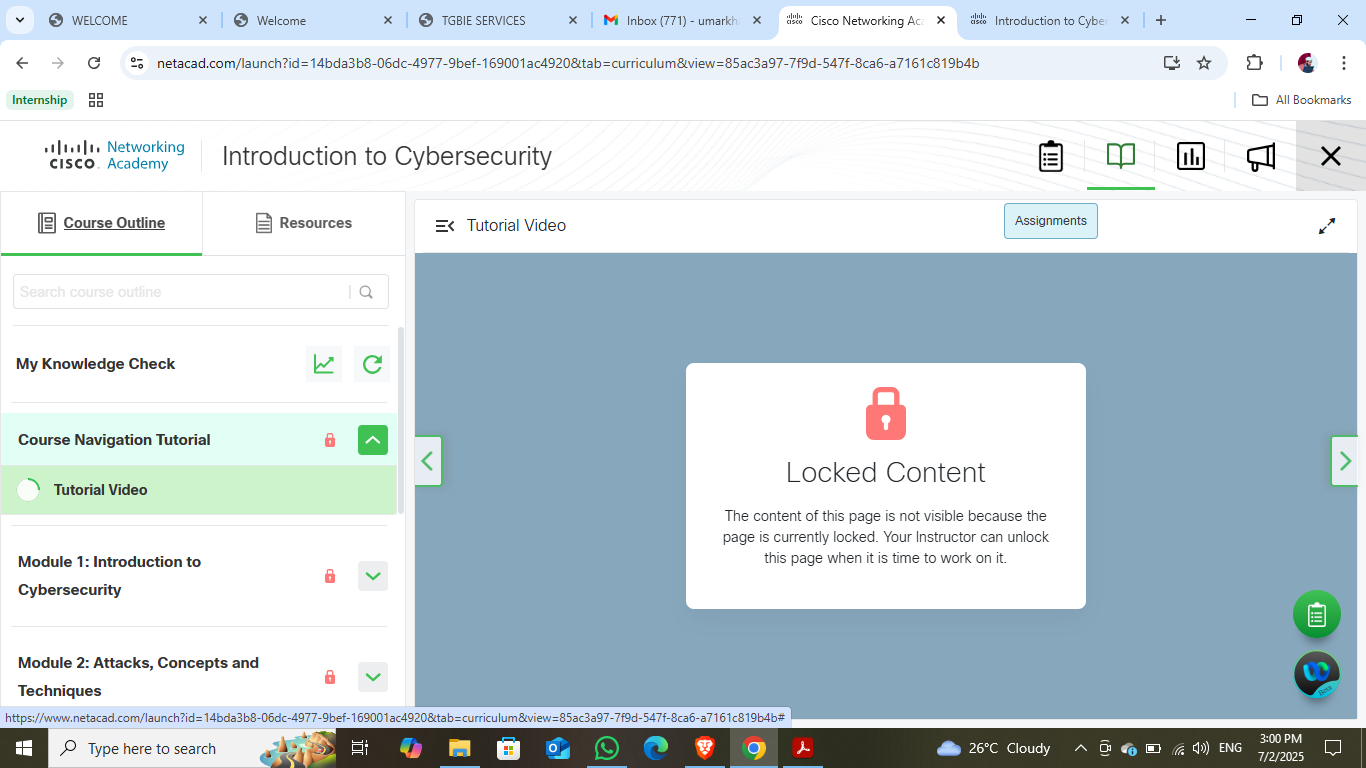 WELCOME
Welcome
TGBIE SERVICES
Inbox (771) - umarkh
Cisco Networking Aca
Introduction to Cyber
netacad.com/launch?id=14bda3b8-06dc-4977-9bef-169001ac4920&tab=curriculum&view=85ac3a97-7f9d-547f-8ca6-a7161c819b4b
Internship
All Bookmarks
CISCO Networking Academy
Introduction to Cybersecurity
Course Outline
Resources
Tutorial Video
Assignments
Search course outline
My Knowledge Check
Course Navigation Tutorial
Tutorial Video
Module 1: Introduction to
Cybersecurity
Module 2: Attacks, Concepts and
Techniques
Locked Content
The content of this page is not visible because the
page is currently locked. Your Instructor can unlock
this page when it is time to work on it.
Beta
https://www.netacad.com/launch?id=14bda3b8-06dc-4977-9bef-169001ac4920&tab=curriculum&view=85ac3a97-7f9d-547f-8ca6-a7161c819b4b#
Type here to search
26°C Cloudy
ENG
3:00 PM
7/2/2025